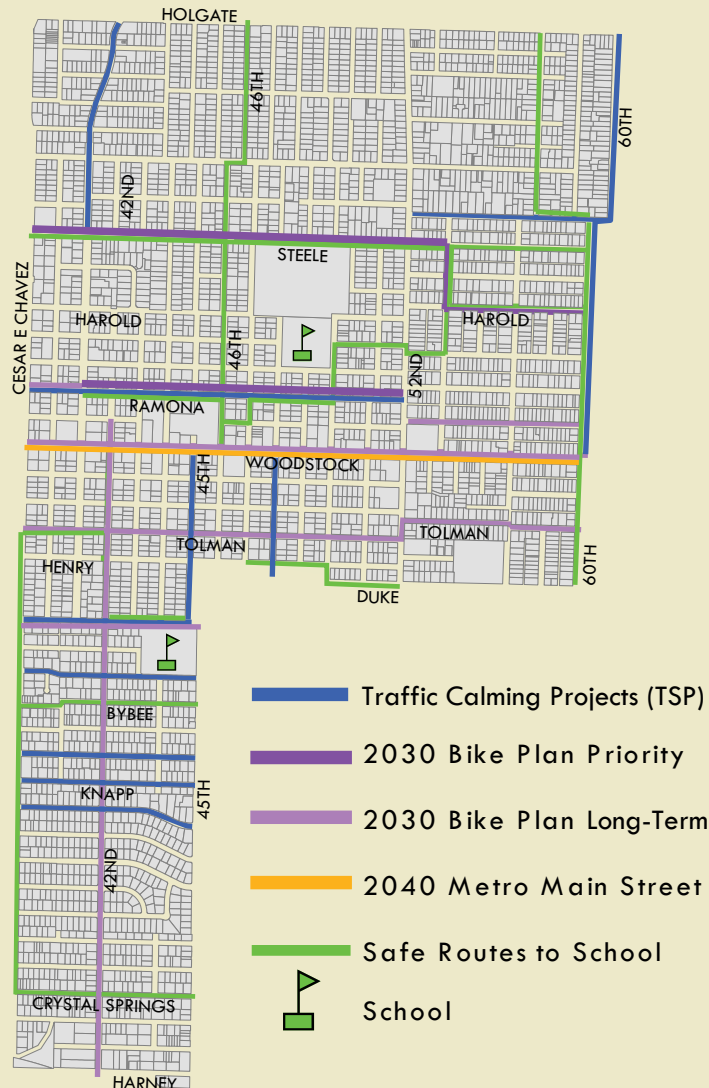 HOLGATE
46TH
60TH
42ND
STEELE
CESAR E CHAVEZ
HAROLD
HAROLD
46TH
52ND
RAMONA
WOODSTOCK
45TH
TOLMAN
TOLMAN
HENRY
60TH
DUKE
BYBEE
KNAPP
45TH
42ND
CRYSTAL SPRINGS
HARNEY
Traffic Calming Projects (TSP)
2030 Bike Plan Priority
2030 Bike Plan Long-Term
2040 Metro Main Street
Safe Routes to School
School